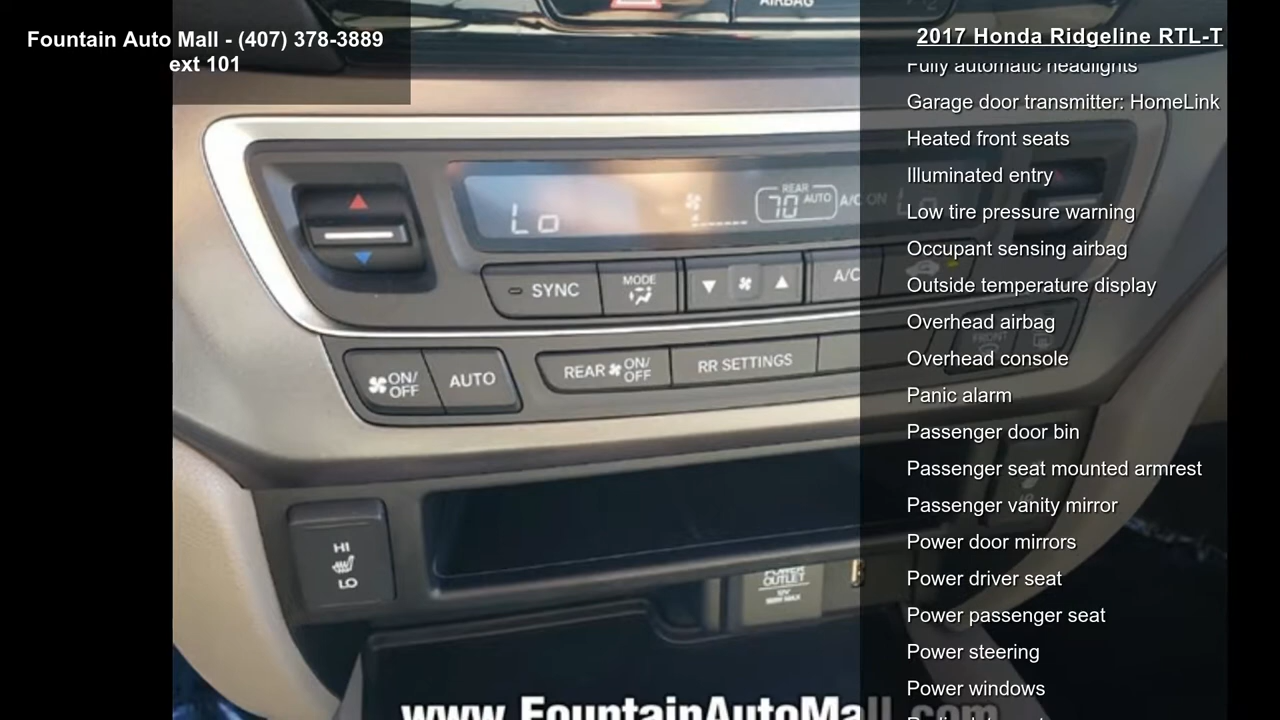 Fountain Auto Mall - (407) 378-3889
ext 101
2017 Honda Ridgeline RTL-T
Fully automatic headlights
Garage door transmitter: HomeLink
Heated front seats
Illuminated entry
Low tire pressure warning
Occupant sensing airbag
Outside temperature display
Overhead airbag
Overhead console
Panic alarm
Passenger door bin
Passenger seat mounted armrest
Passenger vanity mirror
Power door mirrors
Power driver seat
Power passenger seat
Power steering
Power windows
AIRBAG
Lo
REAR
70 AUTO
A/C ON
Lo
SYNC
MODE
A/C
ON/
OFF
AUTO
REAR
ON/
OFF
RR SETTINGS
FRONT
HI
LO
POWER
OUTLET
www.FountainAutoMall.com